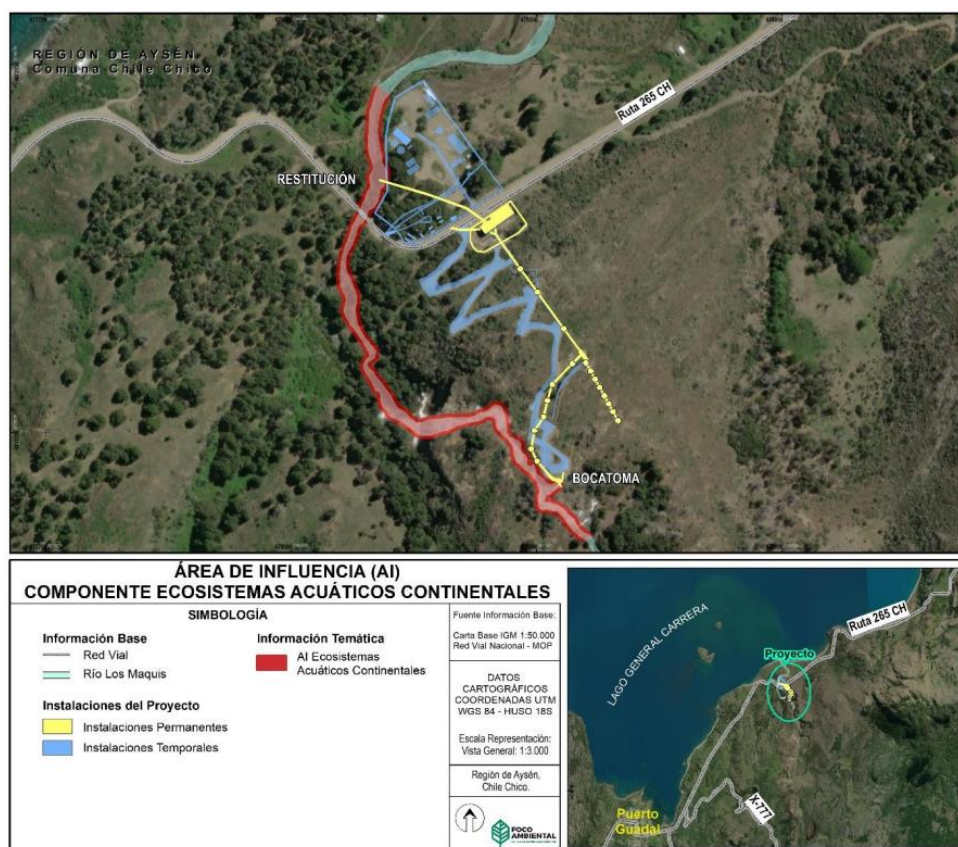 REGIÓN DE AYSÉN
Comuna Chile Chico
Ruta 265 CH
RESTITUCIÓN
BOCATOMA
ÁREA DE INFLUENCIA (AI)
COMPONENTE ECOSISTEMAS ACUÁTICOS CONTINENTALES
SIMBOLOGÍA
Información Base
Red Vial
Río Los Maquis
Instalaciones del Proyecto
Instalaciones Permanentes
Instalaciones Temporales
Información Temática
AI Ecosistemas
Acuáticos Continentales
Fuente Información Base:
Carta Base IGM 1:50.000
Red Vial Nacional - MOP
DATOS
CARTOGRÁFICOS
COORDENADAS UTM
WGS 84 - HUSO 18S
Escala Representación:
Vista General: 1:3.000
Región de Aysén,
Chile Chico.
FOCO
AMBIENTAL
LAGO GENERAL CARRERA
Ruta 265 CH
Proyecto
Puerto
Guadal
X-777